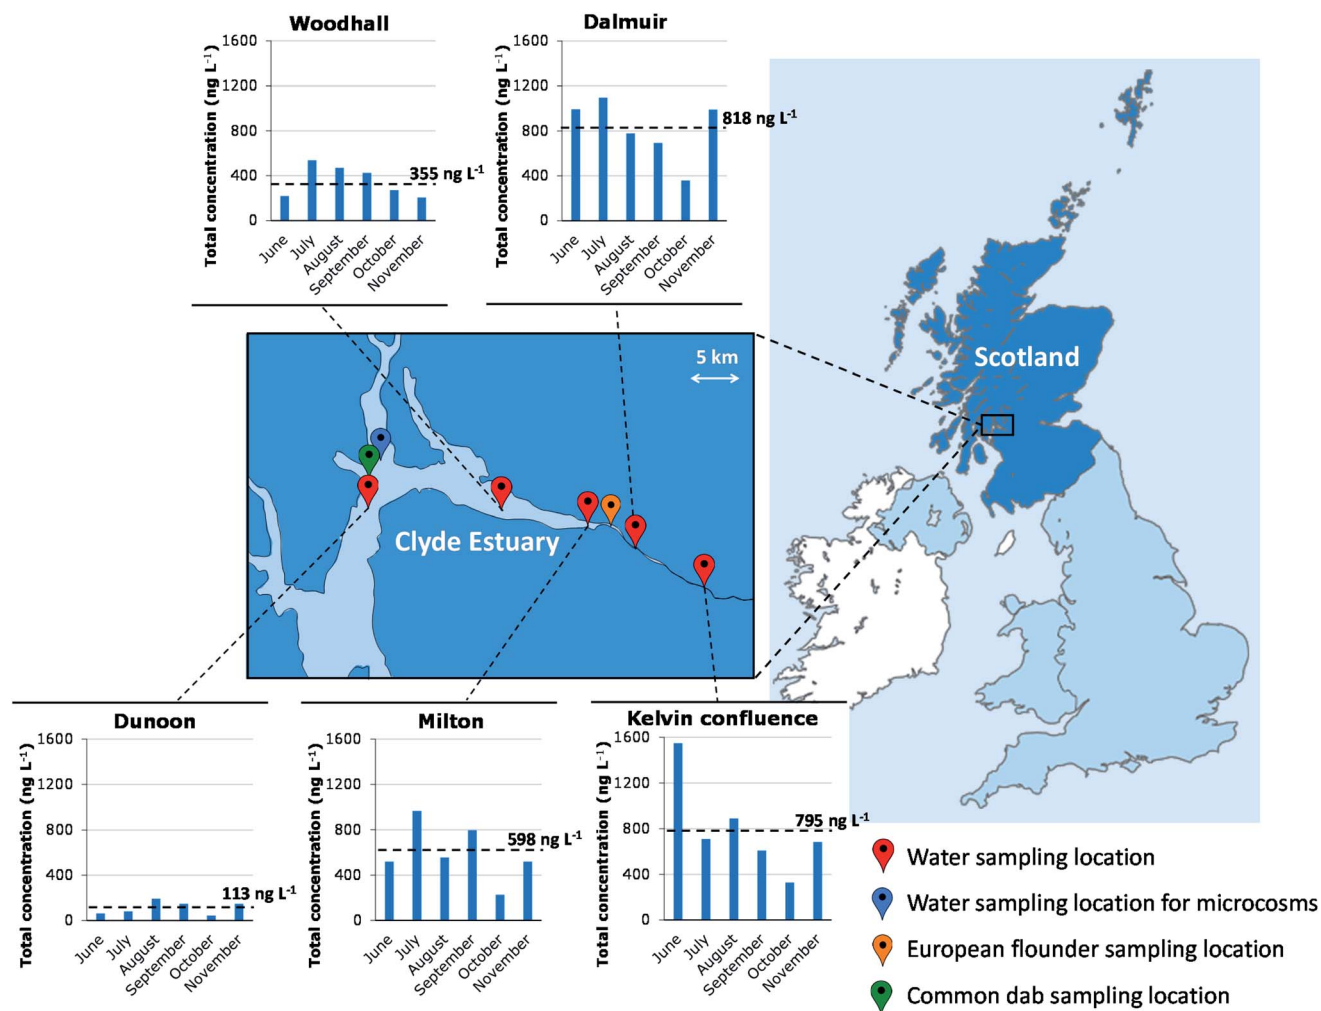 Woodhall
Total concentration (ng L-1)
1600
1200
800
400
0
355 ng L-1
June
July
August
September
October
November
Dalmuir
Total concentration (ng L-1)
1600
1200
800
400
0
818 ng L-1
June
July
August
September
October
November
5 km
Clyde Estuary
Scotland
Dunoon
Total concentration (ng L-1)
1600
1200
800
400
0
113 ng L-1
June
July
August
September
October
November
Milton
Total concentration (ng L-1)
1600
1200
800
400
0
598 ng L-1
June
July
August
September
October
November
Kelvin confluence
Total concentration (ng L-1)
1600
1200
800
400
0
795 ng L-1
June
July
August
September
October
November
Water sampling location
Water sampling location for microcosms
European flounder sampling location
Common dab sampling location